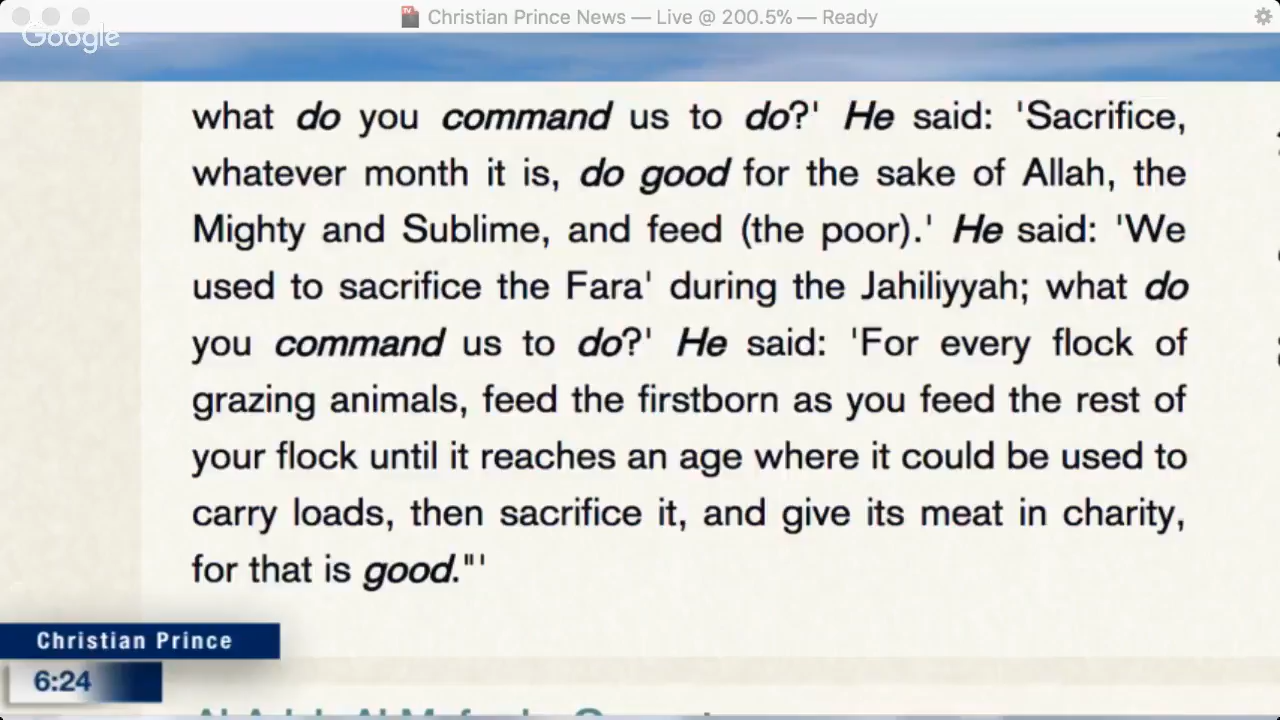 Christian Prince News — Live @ 200.5% — Ready
Google
what do you command us to do?' He said: 'Sacrifice,
whatever month it is, do good for the sake of Allah, the
Mighty and Sublime, and feed (the poor).' He said: 'We
used to sacrifice the Fara' during the Jahiliyyah; what do
you command us to do?' He said: 'For every flock of
grazing animals, feed the firstborn as you feed the rest of
your flock until it reaches an age where it could be used to
carry loads, then sacrifice it, and give its meat in charity,
for that is good."'
Christian Prince
6:24